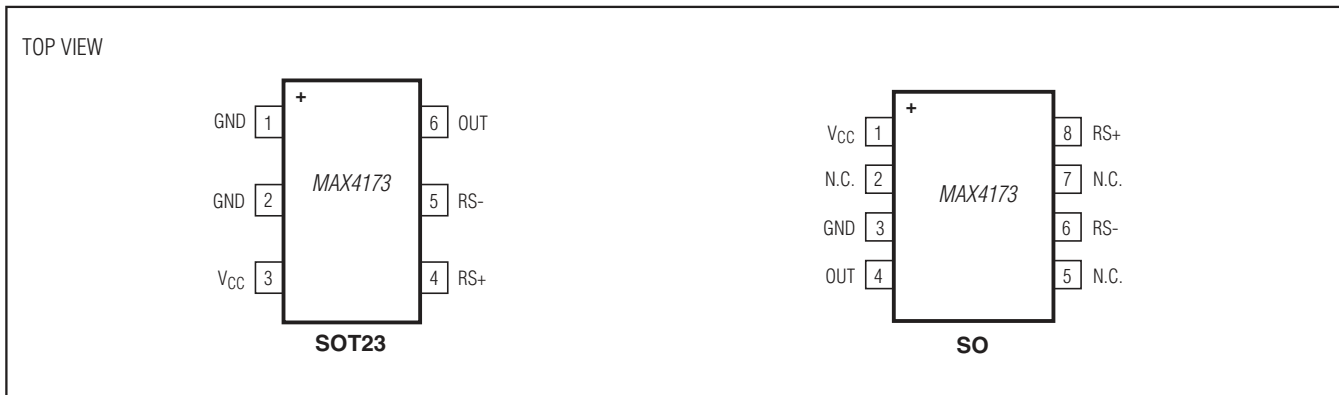 TOP VIEW
+
GND 1 6 OUT
MAX4173
GND 2 5 RS-
VCC 3 4 RS+
SOT23
+
VCC 1 8 RS+
N.C. 2 7 N.C.
MAX4173
GND 3 6 RS-
OUT 4 5 N.C.
SO